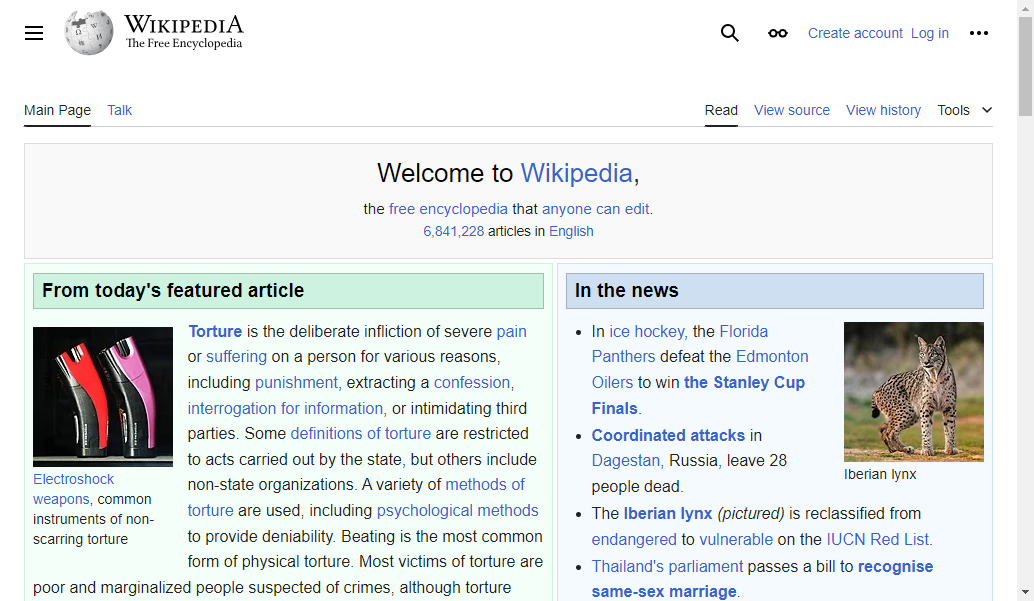 WIKIPEDIA
The Free Encyclopedia
Create account Log in
Main Page Talk
Read View source View history Tools
Welcome to Wikipedia,
the free encyclopedia that anyone can edit.
6,841,228 articles in English
From today's featured article
Electroshock
weapons, common
instruments of non-
scarring torture
Torture is the deliberate infliction of severe pain
or suffering on a person for various reasons,
including punishment, extracting a confession,
interrogation for information, or intimidating third
parties. Some definitions of torture are restricted
to acts carried out by the state, but others include
non-state organizations. A variety of methods of
torture are used, including psychological methods
to provide deniability. Beating is the most common
form of physical torture. Most victims of torture are
poor and marginalized people suspected of crimes, although torture
In the news
In ice hockey, the Florida
Panthers defeat the Edmonton
Oilers to win the Stanley Cup
Finals.
Coordinated attacks in
Dagestan, Russia, leave 28
people dead.
Iberian lynx
The Iberian lynx (pictured) is reclassified from
endangered to vulnerable on the IUCN Red List.
Thailand's parliament passes a bill to recognise
same-sex marriage.